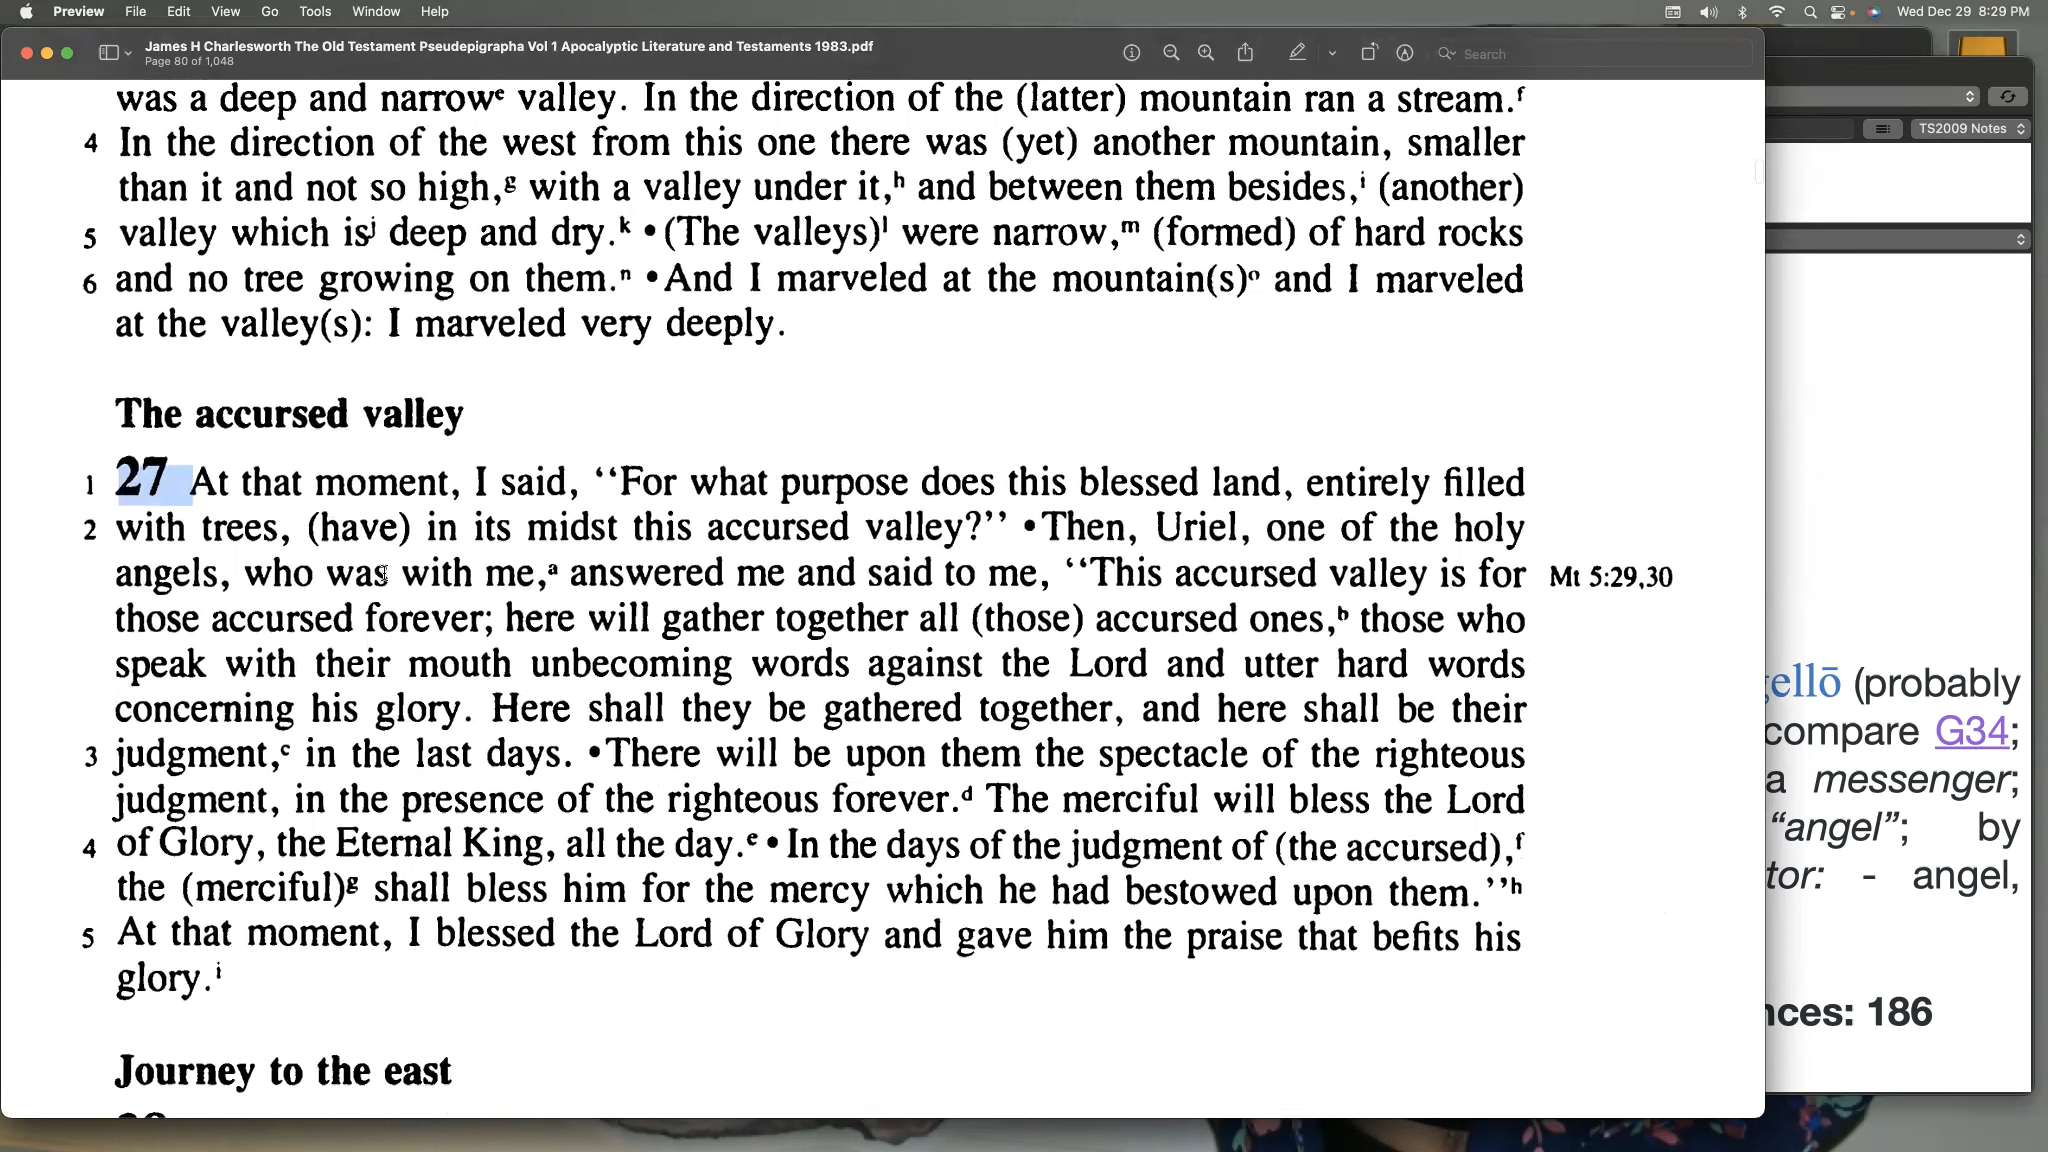 Preview File Edit View Go Tools Window Help Wed Dec 29 8:29 PM
James H Charlesworth The Old Testament Pseudepigrapha Vol 1 Apocalyptic Literature and Testaments 1983.pdf
Page 80 of 1,048
Search
TS2009 Notes
was a deep and narrowᵉ valley. In the direction of the (latter) mountain ran a stream.ᶠ
4 In the direction of the west from this one there was (yet) another mountain, smaller
than it and not so high,ᵍ with a valley under it,ʰ and between them besides,ⁱ (another)
5 valley which isʲ deep and dry.ᵏ • (The valleys)ˡ were narrow,ᵐ (formed) of hard rocks
6 and no tree growing on them.ⁿ • And I marveled at the mountain(s)ᵒ and I marveled
at the valley(s): I marveled very deeply.
The accursed valley
1 27 At that moment, I said, ‘‘For what purpose does this blessed land, entirely filled
2 with trees, (have) in its midst this accursed valley?’’ • Then, Uriel, one of the holy
angels, who was with me,ᵃ answered me and said to me, ‘‘This accursed valley is for Mt 5:29,30
those accursed forever; here will gather together all (those) accursed ones,ᵇ those who
speak with their mouth unbecoming words against the Lord and utter hard words
concerning his glory. Here shall they be gathered together, and here shall be their
3 judgment,ᶜ in the last days. • There will be upon them the spectacle of the righteous
judgment, in the presence of the righteous forever.ᵈ The merciful will bless the Lord
4 of Glory, the Eternal King, all the day.ᵉ • In the days of the judgment of (the accursed),ᶠ
the (merciful)ᵍ shall bless him for the mercy which he had bestowed upon them.’’ʰ
5 At that moment, I blessed the Lord of Glory and gave him the praise that befits his
glory.ⁱ
Journey to the east
gellō (probably
compare G34;
a messenger;
“angel”; by
tor: - angel,
nces: 186